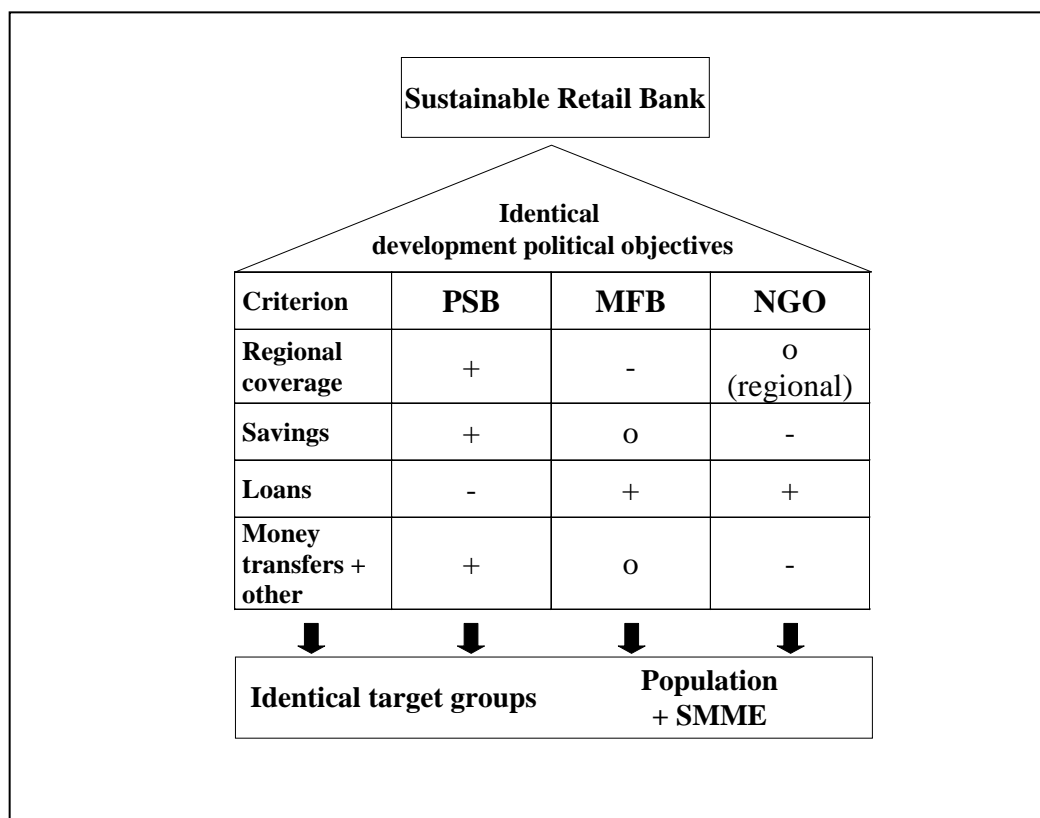 Sustainable Retail Bank
Identical
development political objectives
Criterion PSB MFB NGO
Regional
coverage + - o
(regional)
Savings + o -
Loans - + +
Money
transfers +
other + o -
Identical target groups Population
+ SMME